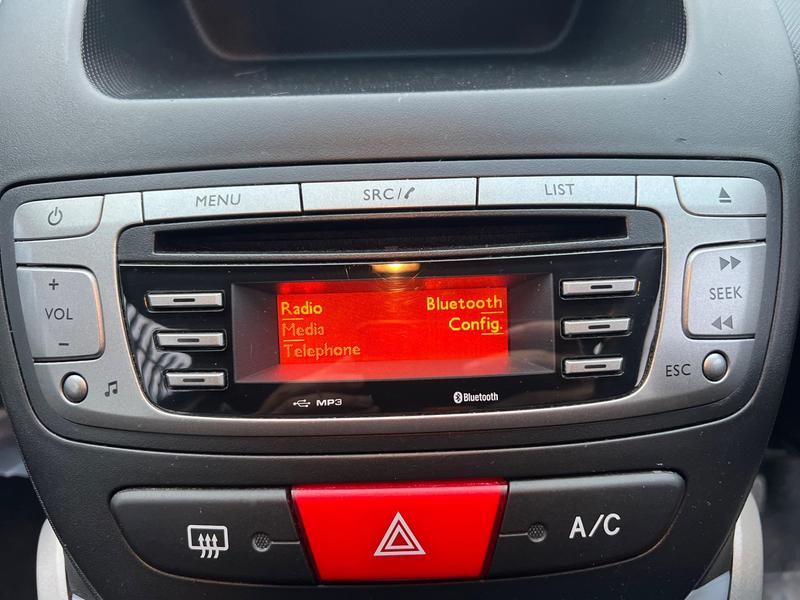 MENU
SRC/
LIST
+
VOL
-
SEEK
ESC
Radio
Media
Telephone
Bluetooth
Config.
MP3
Bluetooth
A/C